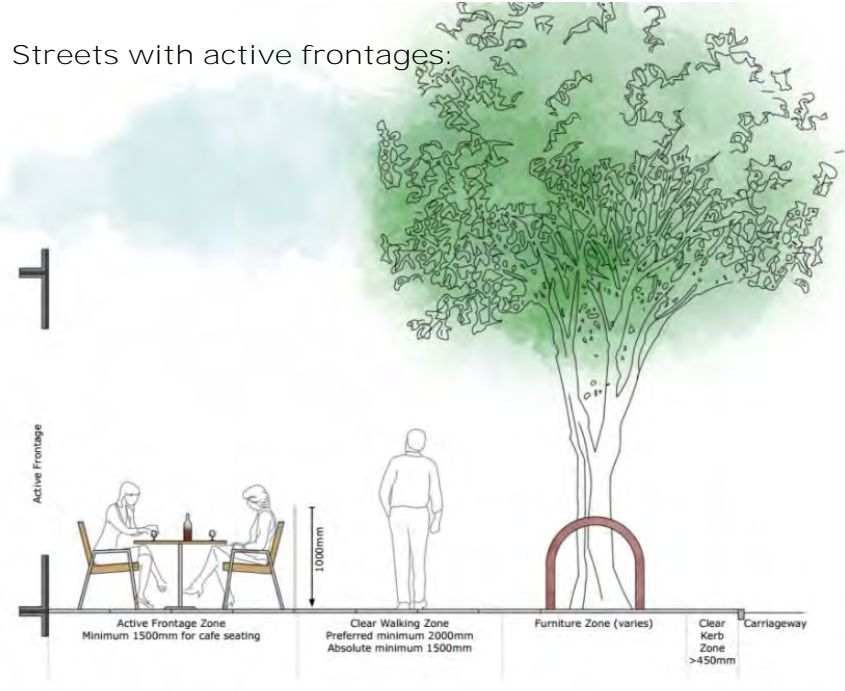 Streets with active frontages:
Active Frontage
1000mm
Active Frontage Zone
Minimum 1500mm for cafe seating
Clear Walking Zone
Preferred minimum 2000mm
Absolute minimum 1500mm
Furniture Zone (varies)
Clear
Kerb
Zone
>450mm
Carriageway